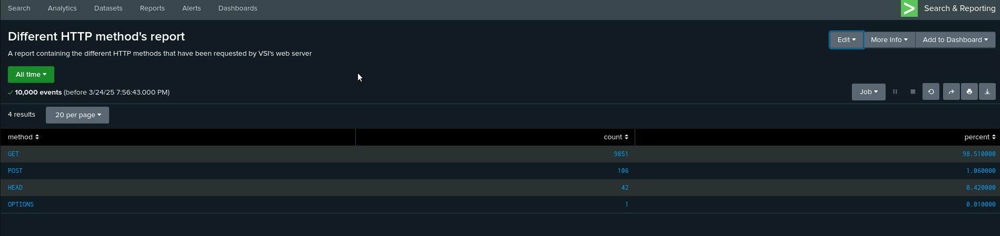 Search Analytics Datasets Reports Alerts Dashboards Search & Reporting
Different HTTP method's report
Edit More Info Add to Dashboard
A report containing the different HTTP methods that have been requested by VSI's web server
All time
10,000 events (before 3/24/25 7:56:43.000 PM)
Job
4 results 20 per page
method count percent
GET 9851 98.510000
POST 106 1.060000
HEAD 42 0.420000
OPTIONS 1 0.010000